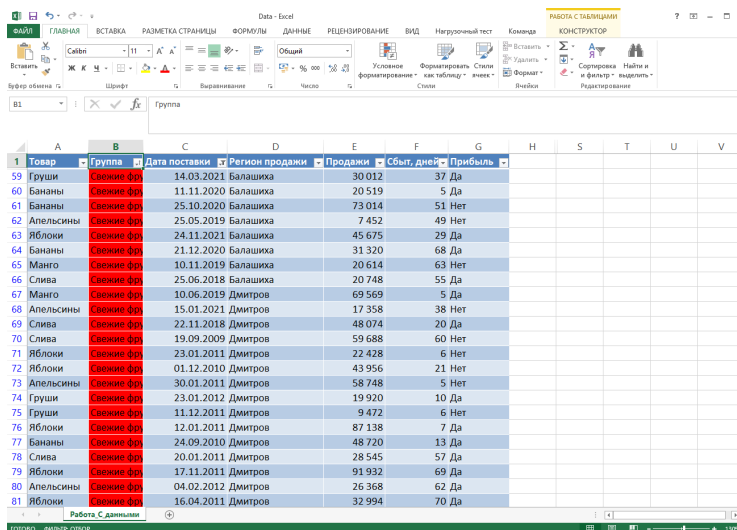 Data - Excel
РАБОТА С ТАБЛИЦАМИ
ФАЙЛ ГЛАВНАЯ ВСТАВКА РАЗМЕТКА СТРАНИЦЫ ФОРМУЛЫ ДАННЫЕ РЕЦЕНЗИРОВАНИЕ ВИД Нагрузочный тест Команда КОНСТРУКТОР
Вставить
Calibri 11
Ж К Ч
Общий
% 000
Условное форматирование
Форматировать как таблицу
Стили ячеек
Вставить
Удалить
Формат
Сортировка и фильтр
Найти и выделить
Буфер обмена Шрифт Выравнивание Число Стили Ячейки Редактирование
B1 fx Группа
A B C D E F G H S T U V
1 Товар Группа Дата поставки Регион продажи Продажи Сбыт, дней Прибыль
59 Груши Свежие фру 14.03.2021 Балашиха 30 012 37 Да
60 Бананы Свежие фру 11.11.2020 Балашиха 20 519 5 Да
61 Бананы Свежие фру 25.10.2020 Балашиха 73 014 51 Нет
62 Апельсины Свежие фру 25.05.2019 Балашиха 7 452 49 Нет
63 Яблоки Свежие фру 24.11.2021 Балашиха 45 675 29 Да
64 Бананы Свежие фру 21.12.2020 Балашиха 31 320 68 Да
65 Манго Свежие фру 10.11.2019 Балашиха 20 614 63 Нет
66 Слива Свежие фру 25.06.2018 Балашиха 20 748 55 Да
67 Манго Свежие фру 10.06.2019 Дмитров 69 569 5 Да
68 Апельсины Свежие фру 15.01.2021 Дмитров 17 358 38 Нет
69 Слива Свежие фру 22.11.2018 Дмитров 48 074 20 Да
70 Слива Свежие фру 19.09.2009 Дмитров 59 688 60 Нет
71 Яблоки Свежие фру 23.01.2011 Дмитров 22 428 6 Нет
72 Яблоки Свежие фру 01.12.2010 Дмитров 43 956 21 Нет
73 Апельсины Свежие фру 30.01.2011 Дмитров 58 748 5 Нет
74 Груши Свежие фру 23.01.2012 Дмитров 19 920 10 Да
75 Груши Свежие фру 11.12.2011 Дмитров 9 472 6 Нет
76 Яблоки Свежие фру 12.01.2011 Дмитров 87 138 7 Да
77 Бананы Свежие фру 24.09.2010 Дмитров 48 720 13 Да
78 Слива Свежие фру 20.01.2011 Дмитров 28 545 57 Да
79 Яблоки Свежие фру 17.11.2011 Дмитров 91 932 69 Да
80 Апельсины Свежие фру 04.02.2012 Дмитров 26 368 62 Да
81 Яблоки Свежие фру 16.04.2011 Дмитров 32 994 70 Да
Работа_С_данными
ГОТОВО ФИЛЬТР: ОТБОР